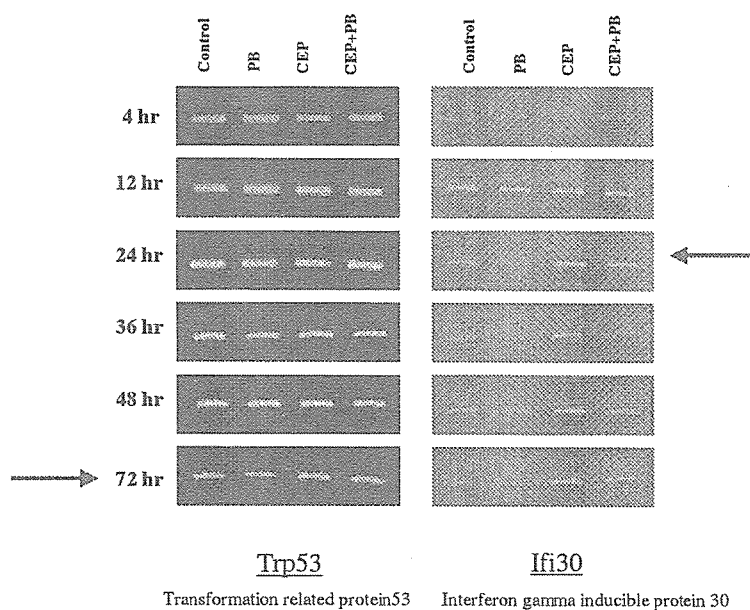 Control PB CEP CEP+PB Control PB CEP CEP+PB
4 hr
12 hr
24 hr
36 hr
48 hr
72 hr
Trp53 Ifi30
Transformation related protein53 Interferon gamma inducible protein 30